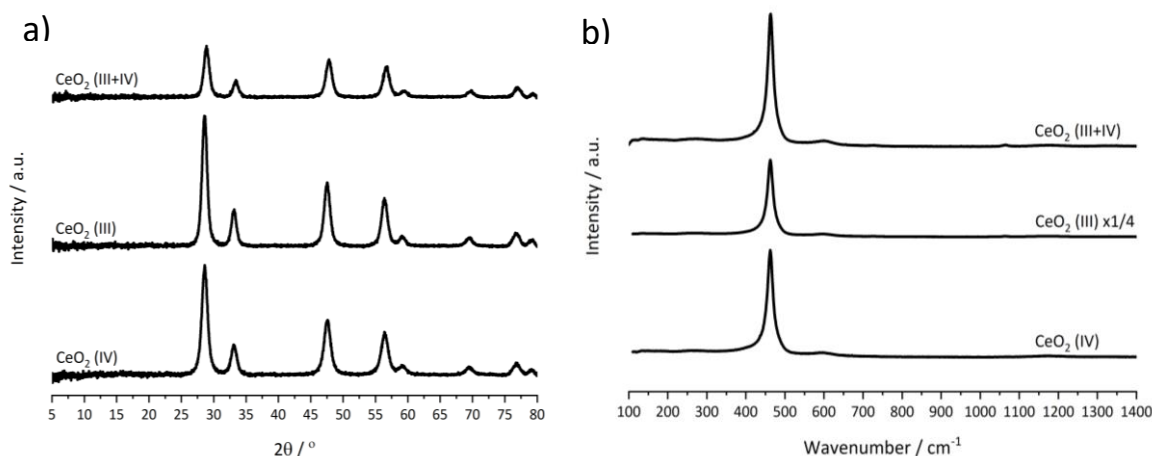 a)
Intensity / a.u.
CeO₂ (III+IV)
CeO₂ (III)
CeO₂ (IV)
5 10 15 20 25 30 35 40 45 50 55 60 65 70 75 80
2θ / °
b)
Intensity / a.u.
CeO₂ (III+IV)
CeO₂ (III) x1/4
CeO₂ (IV)
100 200 300 400 500 600 700 800 900 1000 1100 1200 1300 1400
Wavenumber / cm⁻¹